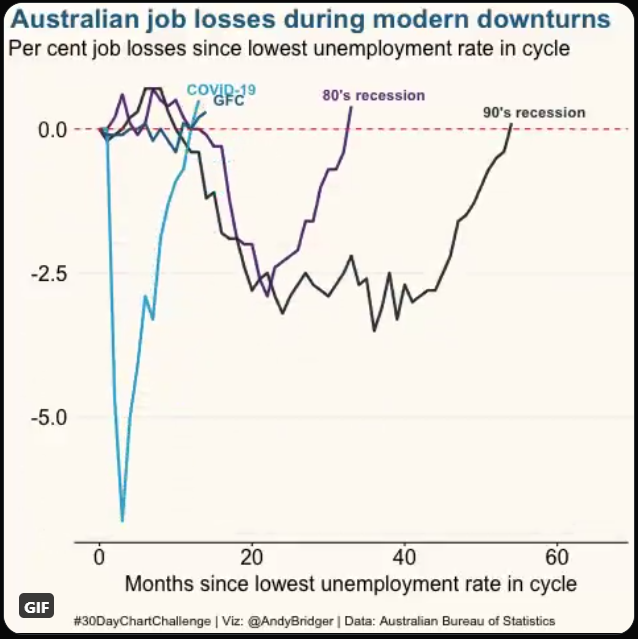 Australian job losses during modern downturns
Per cent job losses since lowest unemployment rate in cycle
COVID-19
GFC
80's recession
90's recession
0.0
-2.5
-5.0
0
20
40
60
Months since lowest unemployment rate in cycle
GIF
#30DayChartChallenge | Viz: @AndyBridger | Data: Australian Bureau of Statistics